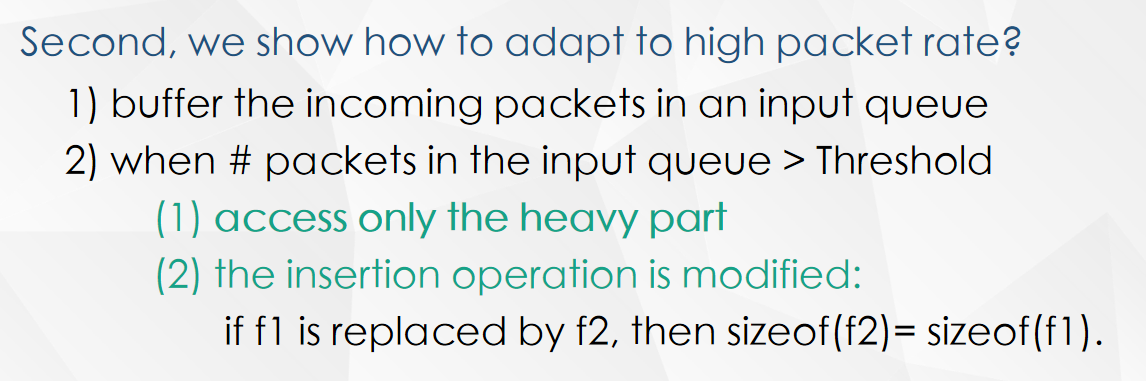 Second, we show how to adapt to high packet rate?
1) buffer the incoming packets in an input queue
2) when # packets in the input queue > Threshold
(1) access only the heavy part
(2) the insertion operation is modified:
if f1 is replaced by f2, then sizeof(f2)= sizeof(f1).